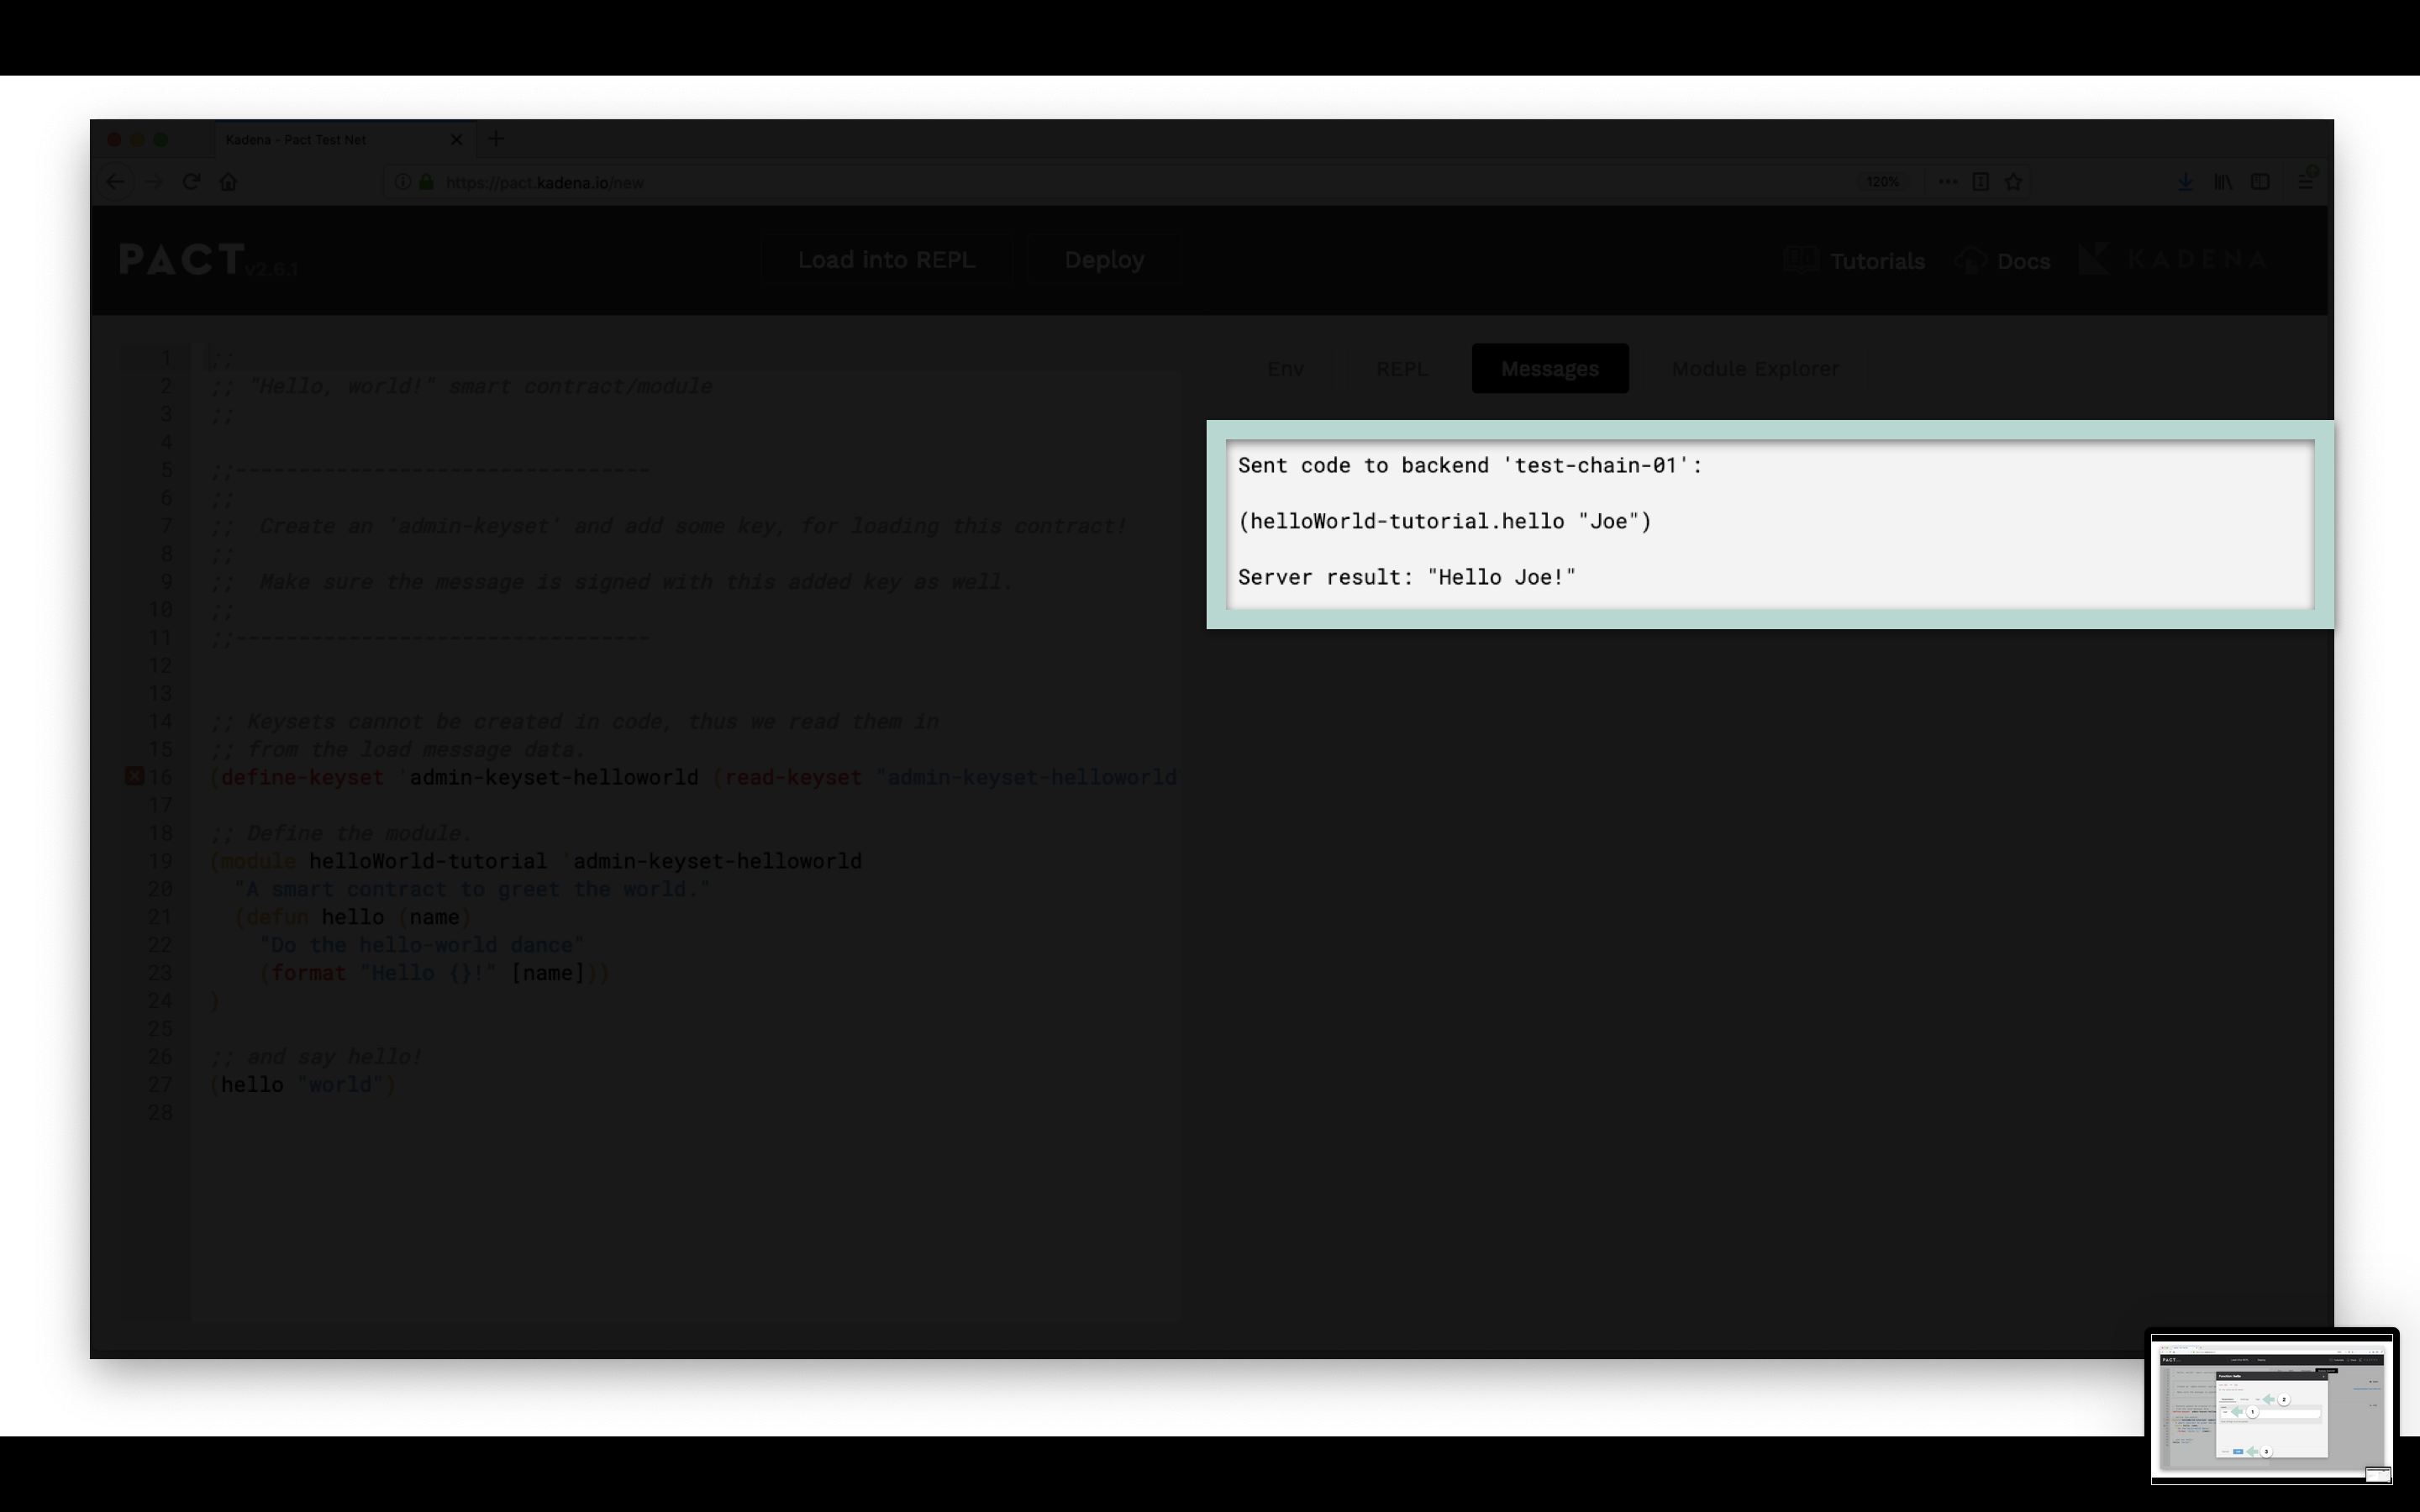 Kadena - Pact Test Net
https://pact.kadena.io/new
120%
PACT v2.6.1
Load into REPL
Deploy
Tutorials
Docs
KADENA
Env
REPL
Messages
Module Explorer
1 ;;
2 ;; "Hello, world!" smart contract/module
3 ;;
4
5 ;;---------------------------------
6 ;;
7 ;;  Create an 'admin-keyset' and add some key, for loading this contract!
8 ;;
9 ;;  Make sure the message is signed with this added key as well.
10 ;;
11 ;;---------------------------------
12
13
14 ;; Keysets cannot be created in code, thus we read them in
15 ;; from the load message data.
16 (define-keyset 'admin-keyset-helloworld (read-keyset "admin-keyset-helloworld
17
18 ;; Define the module.
19 (module helloWorld-tutorial 'admin-keyset-helloworld
20   "A smart contract to greet the world."
21   (defun hello (name)
22     "Do the hello-world dance"
23     (format "Hello {}!" [name]))
24 )
25
26 ;; and say hello!
27 (hello "world")
28
Sent code to backend 'test-chain-01':
(helloWorld-tutorial.hello "Joe")
Server result: "Hello Joe!"
PACT
2
1
3